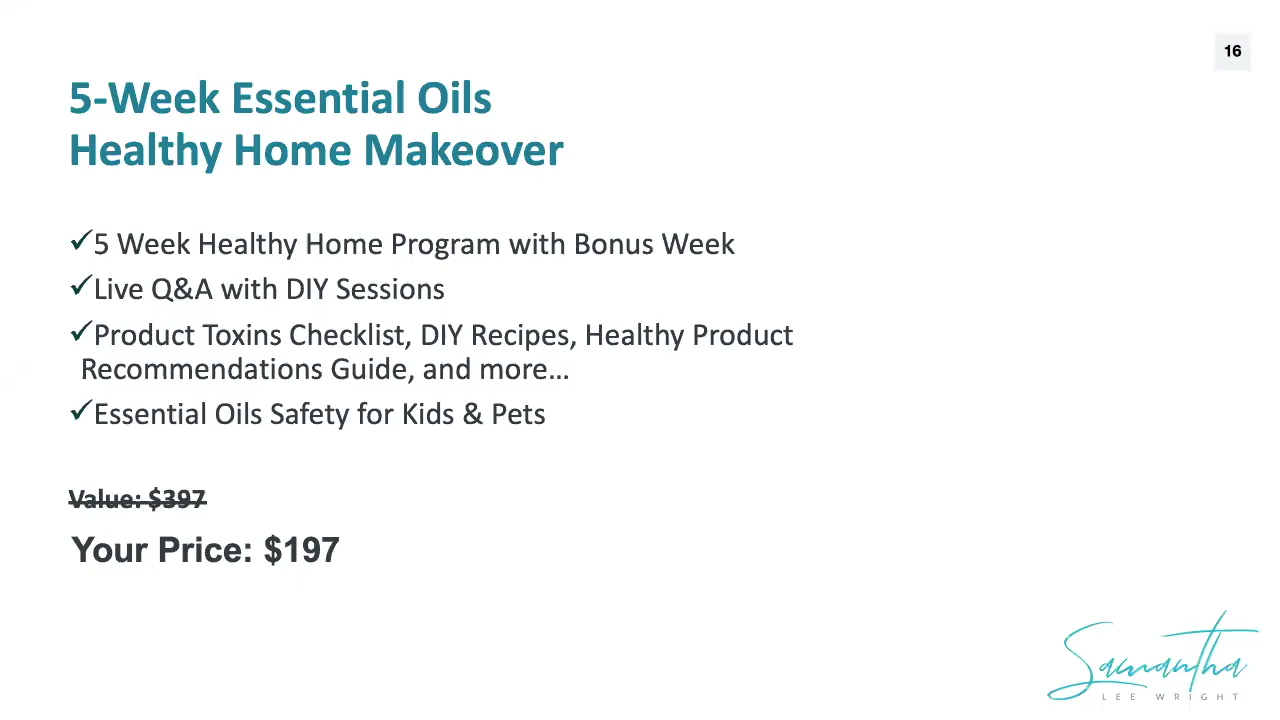 16
5-Week Essential Oils
Healthy Home Makeover
✓5 Week Healthy Home Program with Bonus Week
✓Live Q&A with DIY Sessions
✓Product Toxins Checklist, DIY Recipes, Healthy Product
Recommendations Guide, and more…
✓Essential Oils Safety for Kids & Pets
Value: $397
Your Price: $197
Samantha
LEE WRIGHT